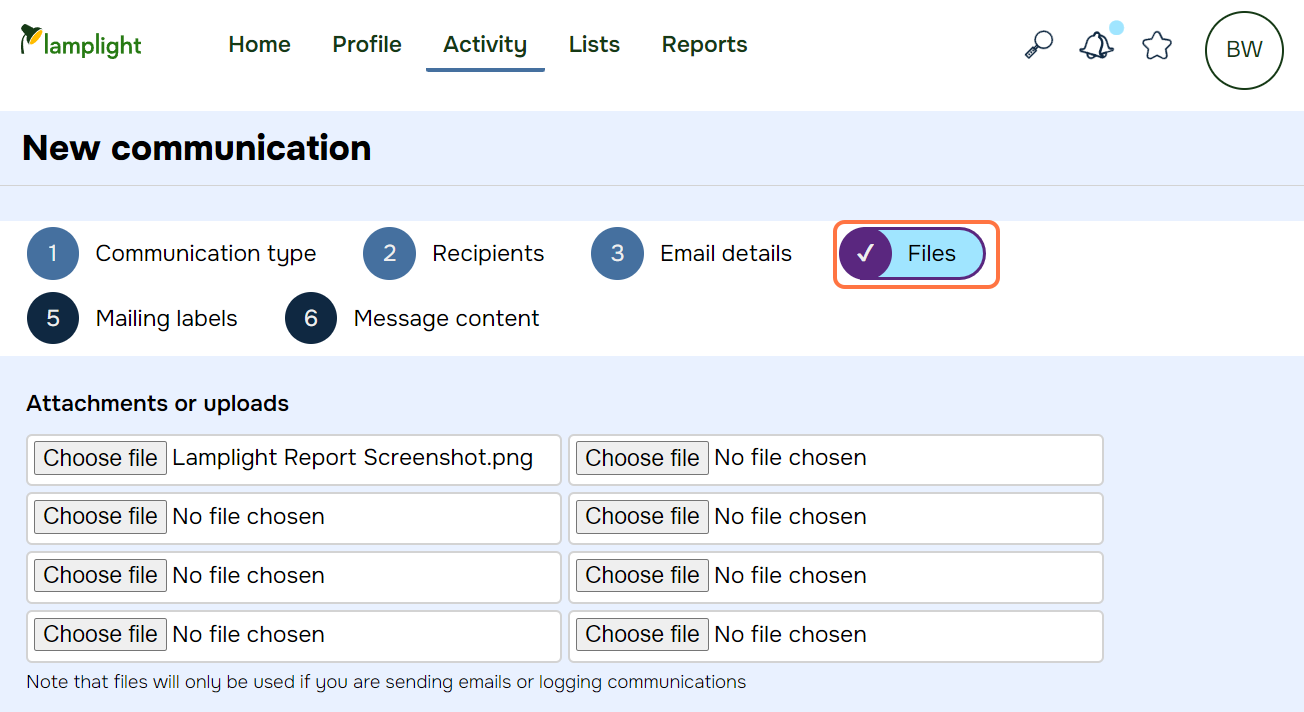 lamplight Home Profile Activity Lists Reports BW
New communication
1 Communication type 2 Recipients 3 Email details ✓ Files
5 Mailing labels 6 Message content
Attachments or uploads
Choose file Lamplight Report Screenshot.png Choose file No file chosen
Choose file No file chosen Choose file No file chosen
Choose file No file chosen Choose file No file chosen
Choose file No file chosen Choose file No file chosen
Note that files will only be used if you are sending emails or logging communications